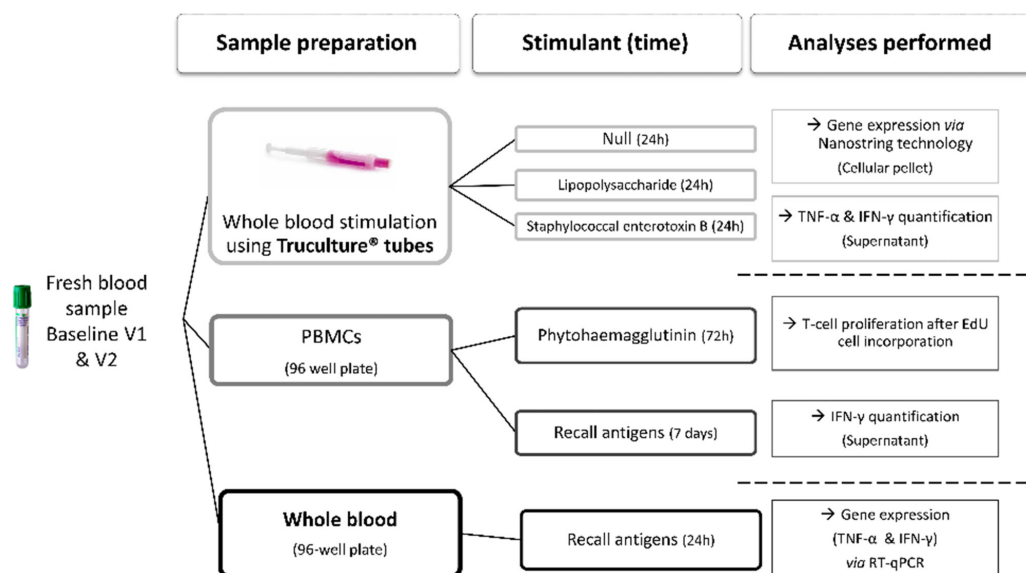 Sample preparation
Stimulant (time)
Analyses performed
Fresh blood
sample
Baseline V1
& V2
Whole blood stimulation
using Truculture® tubes
Null (24h)
Lipopolysaccharide (24h)
Staphylococcal enterotoxin B (24h)
→ Gene expression via
Nanostring technology
(Cellular pellet)
→ TNF-α & IFN-γ quantification
(Supernatant)
PBMCs
(96 well plate)
Phytohaemagglutinin (72h)
→ T-cell proliferation after EdU
cell incorporation
Recall antigens (7 days)
→ IFN-γ quantification
(Supernatant)
Whole blood
(96-well plate)
Recall antigens (24h)
→ Gene expression
(TNF-α & IFN-γ)
via RT-qPCR